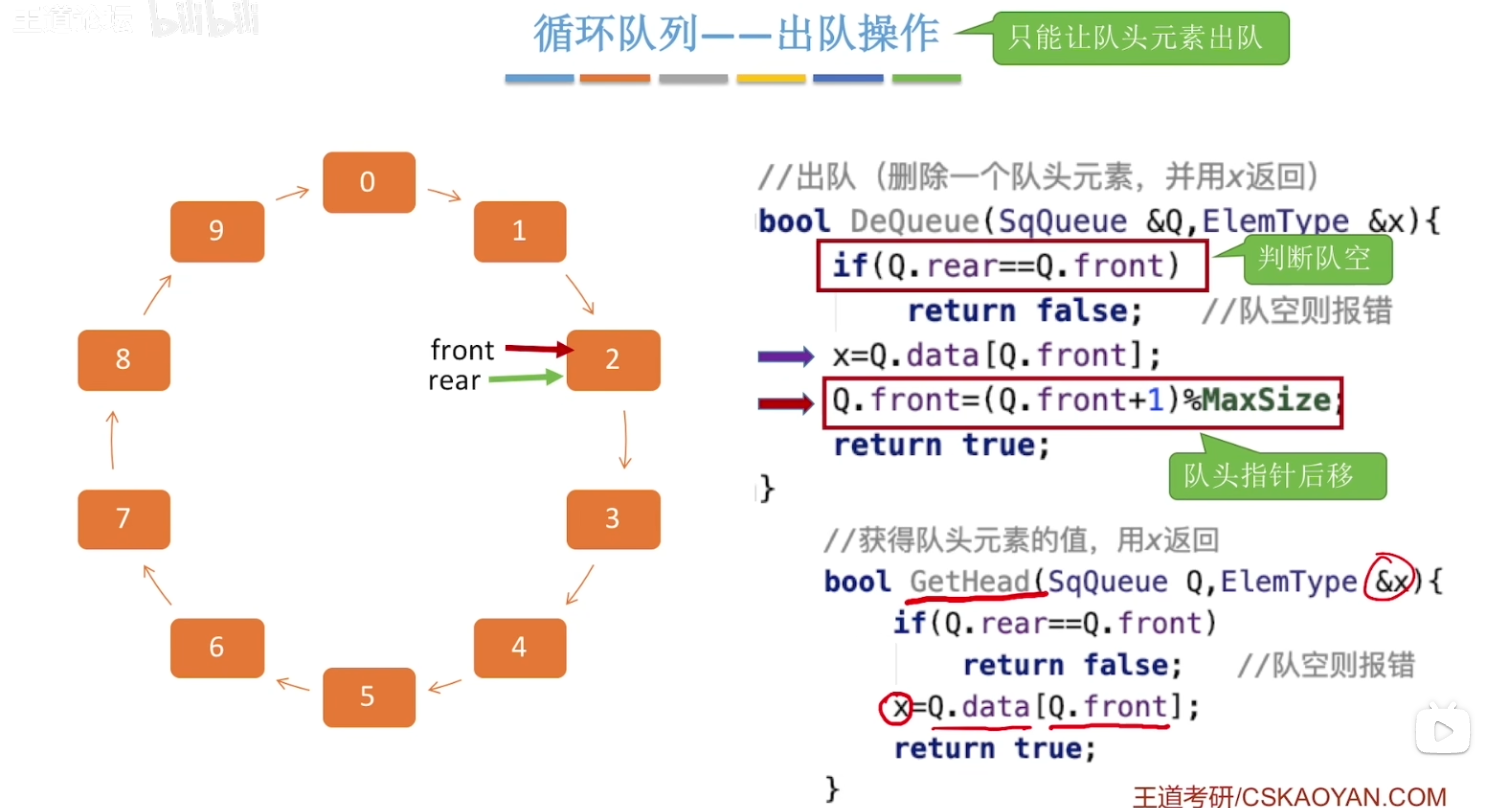 王道论坛 bilibili
循环队列——出队操作
只能让队头元素出队
0
1
2
3
4
5
6
7
8
9
front
rear
//出队（删除一个队头元素，并用x返回）
bool DeQueue(SqQueue &Q,ElemType &x){
if(Q.rear==Q.front)
判断队空
return false; //队空则报错
x=Q.data[Q.front];
Q.front=(Q.front+1)%MaxSize;
return true;
队头指针后移
}
//获得队头元素的值，用x返回
bool GetHead(SqQueue Q,ElemType &x){
if(Q.rear==Q.front)
return false; //队空则报错
x=Q.data[Q.front];
return true;
}
王道考研/CSKAOYAN.COM